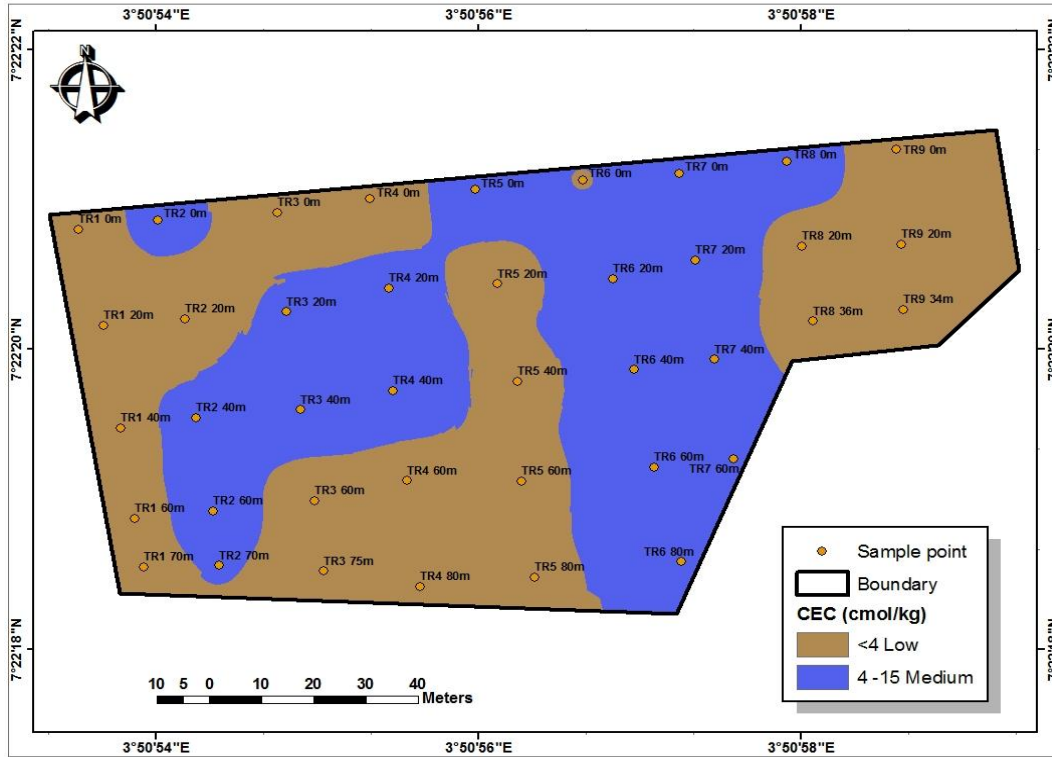 3°50'54"E 3°50'56"E 3°50'58"E
7°22'22"N
N
TR9 0m
TR8 0m
TR7 0m
TR6 0m
TR5 0m
TR4 0m
TR3 0m
TR2 0m
TR1 0m
TR9 20m
TR8 20m
TR7 20m
TR6 20m
TR5 20m
TR4 20m
TR3 20m
TR2 20m
TR1 20m
TR9 34m
TR8 36m
7°22'20"N
TR7 40m
TR6 40m
TR5 40m
TR4 40m
TR3 40m
TR2 40m
TR1 40m
TR6 60m
TR7 60m
TR5 60m
TR4 60m
TR3 60m
TR2 60m
TR1 60m
TR1 70m
TR2 70m
TR3 75m
TR4 80m
TR5 80m
TR6 80m
7°22'18"N
Sample point
Boundary
CEC (cmol/kg)
<4 Low
4 -15 Medium
10 5 0 10 20 30 40
Meters
3°50'54"E 3°50'56"E 3°50'58"E